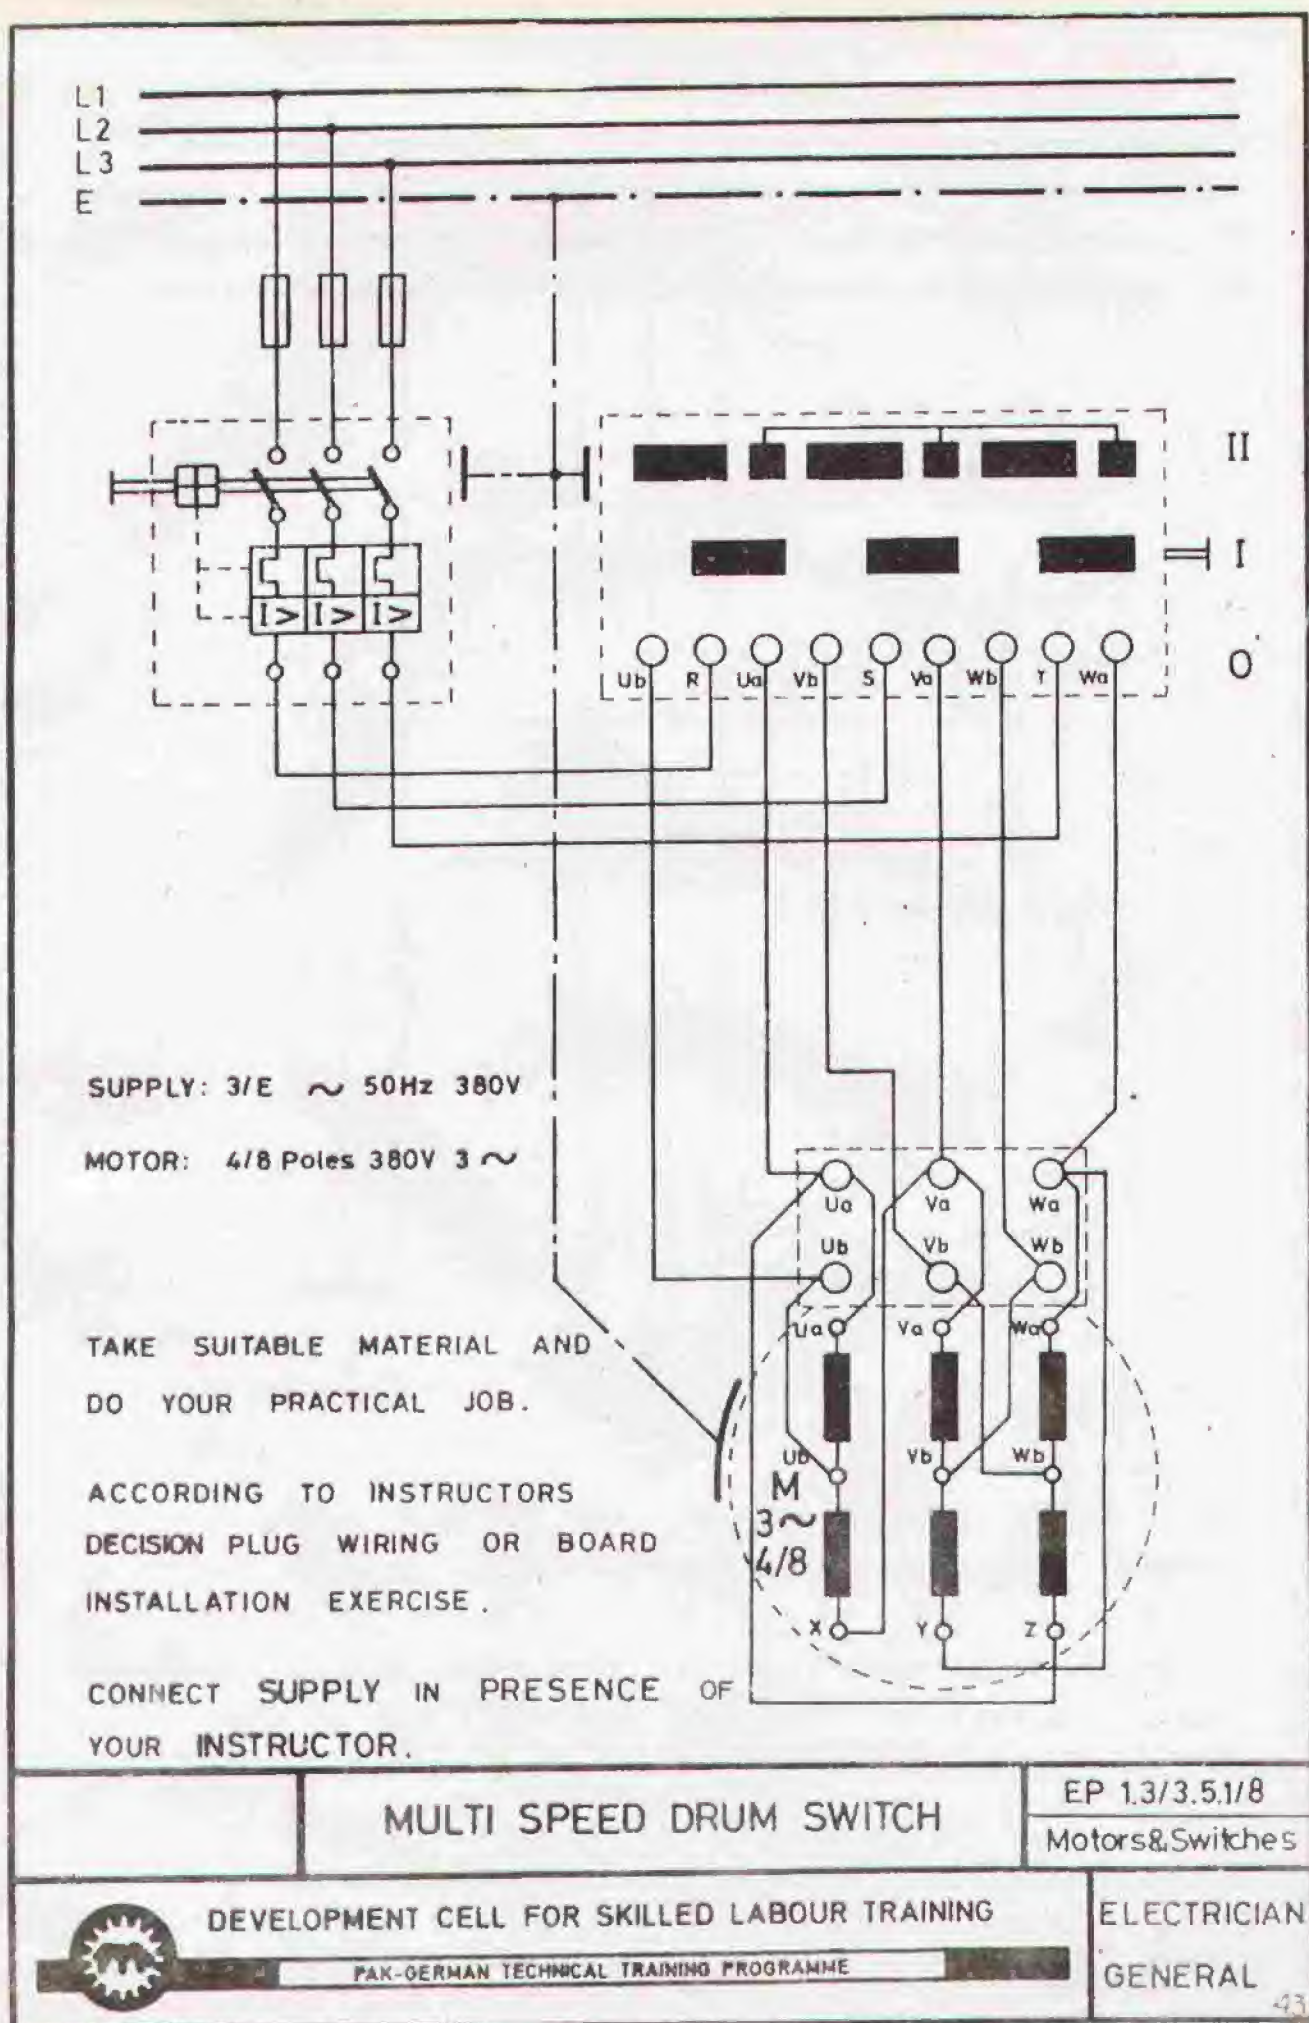 L1
L2
L3
E
II
I
I> I> I>
O
Ub R Ua Vb S Va Wb T Wa
SUPPLY: 3/E ~ 50Hz 380V
MOTOR: 4/8 Poles 380V 3 ~
Ua Va Wa
Ub Vb Wb
Ua Va Wa
TAKE SUITABLE MATERIAL AND
DO YOUR PRACTICAL JOB.
Ub Vb Wb
M
3~
4/8
ACCORDING TO INSTRUCTORS
DECISION PLUG WIRING OR BOARD
INSTALLATION EXERCISE.
X Y Z
CONNECT SUPPLY IN PRESENCE OF
YOUR INSTRUCTOR.
MULTI SPEED DRUM SWITCH
EP 1.3/3.5.1/8
Motors&Switches
DEVELOPMENT CELL FOR SKILLED LABOUR TRAINING
PAK-GERMAN TECHNICAL TRAINING PROGRAMME
ELECTRICIAN
GENERAL
43